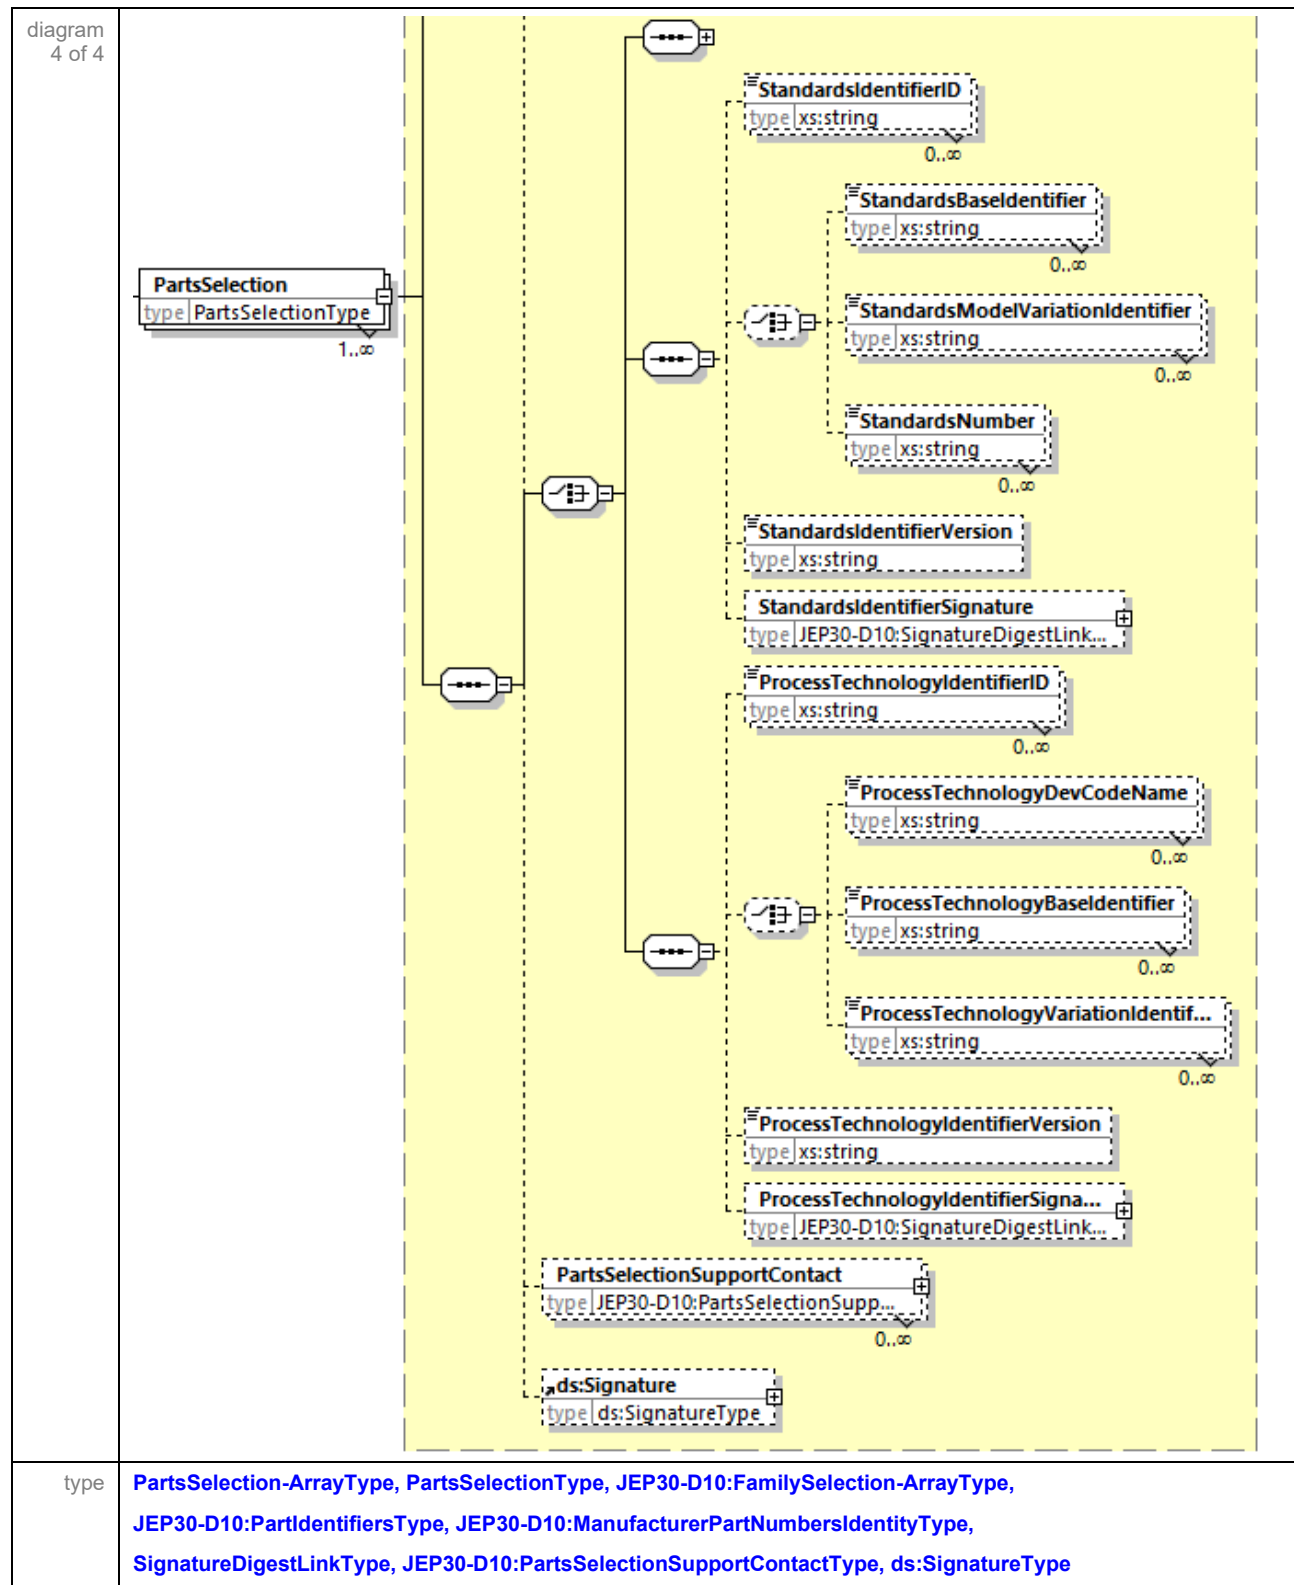 diagram
4 of 4
StandardsIdentifierID
type xs:string
0..∞
StandardsBaseIdentifier
type xs:string
0..∞
PartsSelection
type PartsSelectionType
1..∞
StandardsModelVariationIdentifier
type xs:string
0..∞
StandardsNumber
type xs:string
0..∞
StandardsIdentifierVersion
type xs:string
StandardsIdentifierSignature
type JEP30-D10:SignatureDigestLink...
ProcessTechnologyIdentifierID
type xs:string
0..∞
ProcessTechnologyDevCodeName
type xs:string
0..∞
ProcessTechnologyBaseIdentifier
type xs:string
0..∞
ProcessTechnologyVariationIdentif...
type xs:string
0..∞
ProcessTechnologyIdentifierVersion
type xs:string
ProcessTechnologyIdentifierSigna...
type JEP30-D10:SignatureDigestLink...
PartsSelectionSupportContact
type JEP30-D10:PartsSelectionSupp...
0..∞
ds:Signature
type ds:SignatureType
type PartsSelection-ArrayType, PartsSelectionType, JEP30-D10:FamilySelection-ArrayType,
JEP30-D10:PartIdentifiersType, JEP30-D10:ManufacturerPartNumbersIdentityType,
SignatureDigestLinkType, JEP30-D10:PartsSelectionSupportContactType, ds:SignatureType